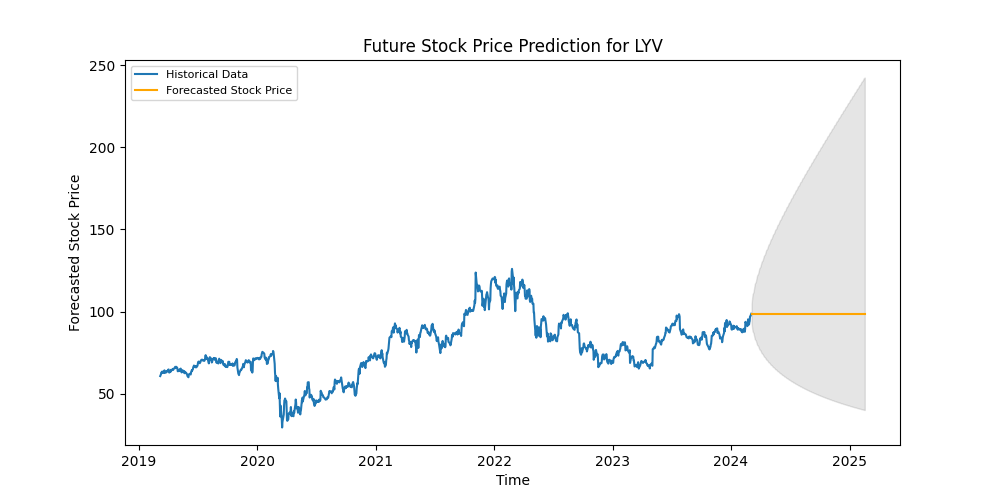 Future Stock Price Prediction for LYV
Historical Data
Forecasted Stock Price
Forecasted Stock Price
250
200
150
100
50
2019
2020
2021
2022
2023
2024
2025
Time